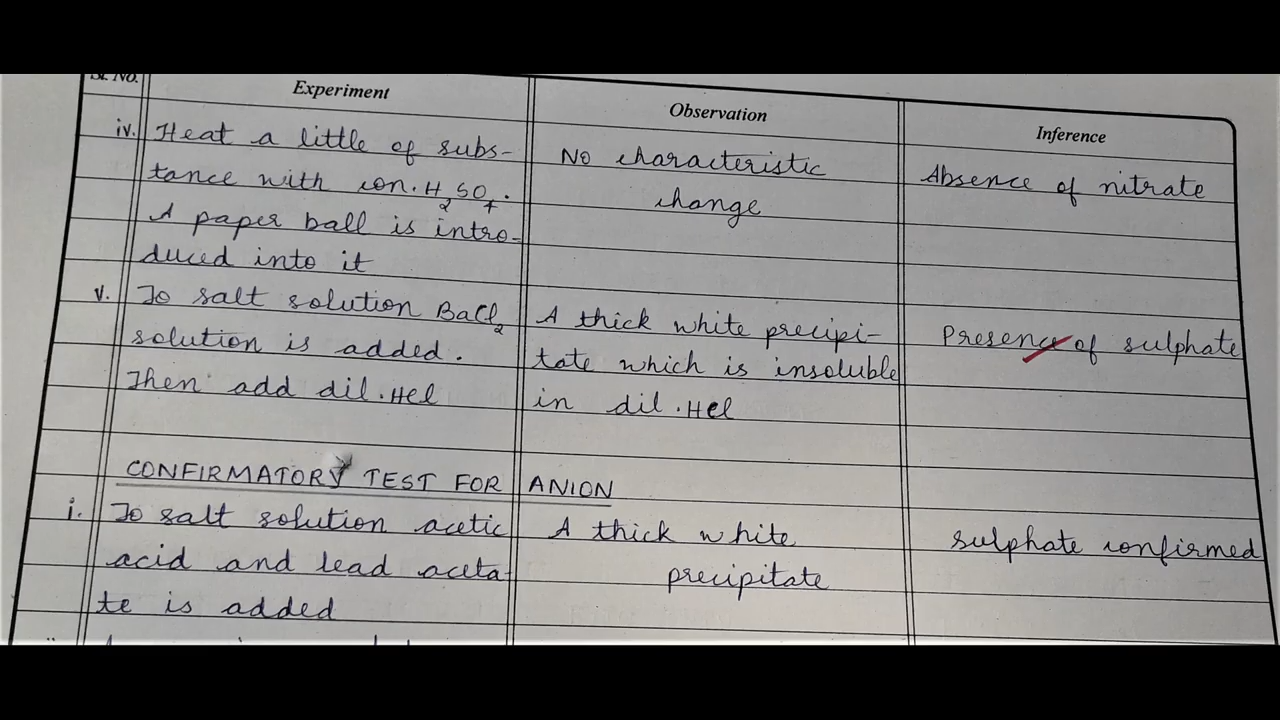 Sl. No.
Experiment
Observation
Inference
iv. Heat a little of subs-
tance with con. H2SO4.
A paper ball is intro-
duced into it
No characteristic
change
Absence of nitrate
v. To salt solution BaCl2
solution is added.
Then add dil. Hcl
A thick white precipi-
tate which is insoluble
in dil. Hcl
Presence of sulphate
CONFIRMATORY TEST FOR ANION
i. To salt solution acetic
acid and lead aceta-
te is added
A thick white
precipitate
sulphate confirmed